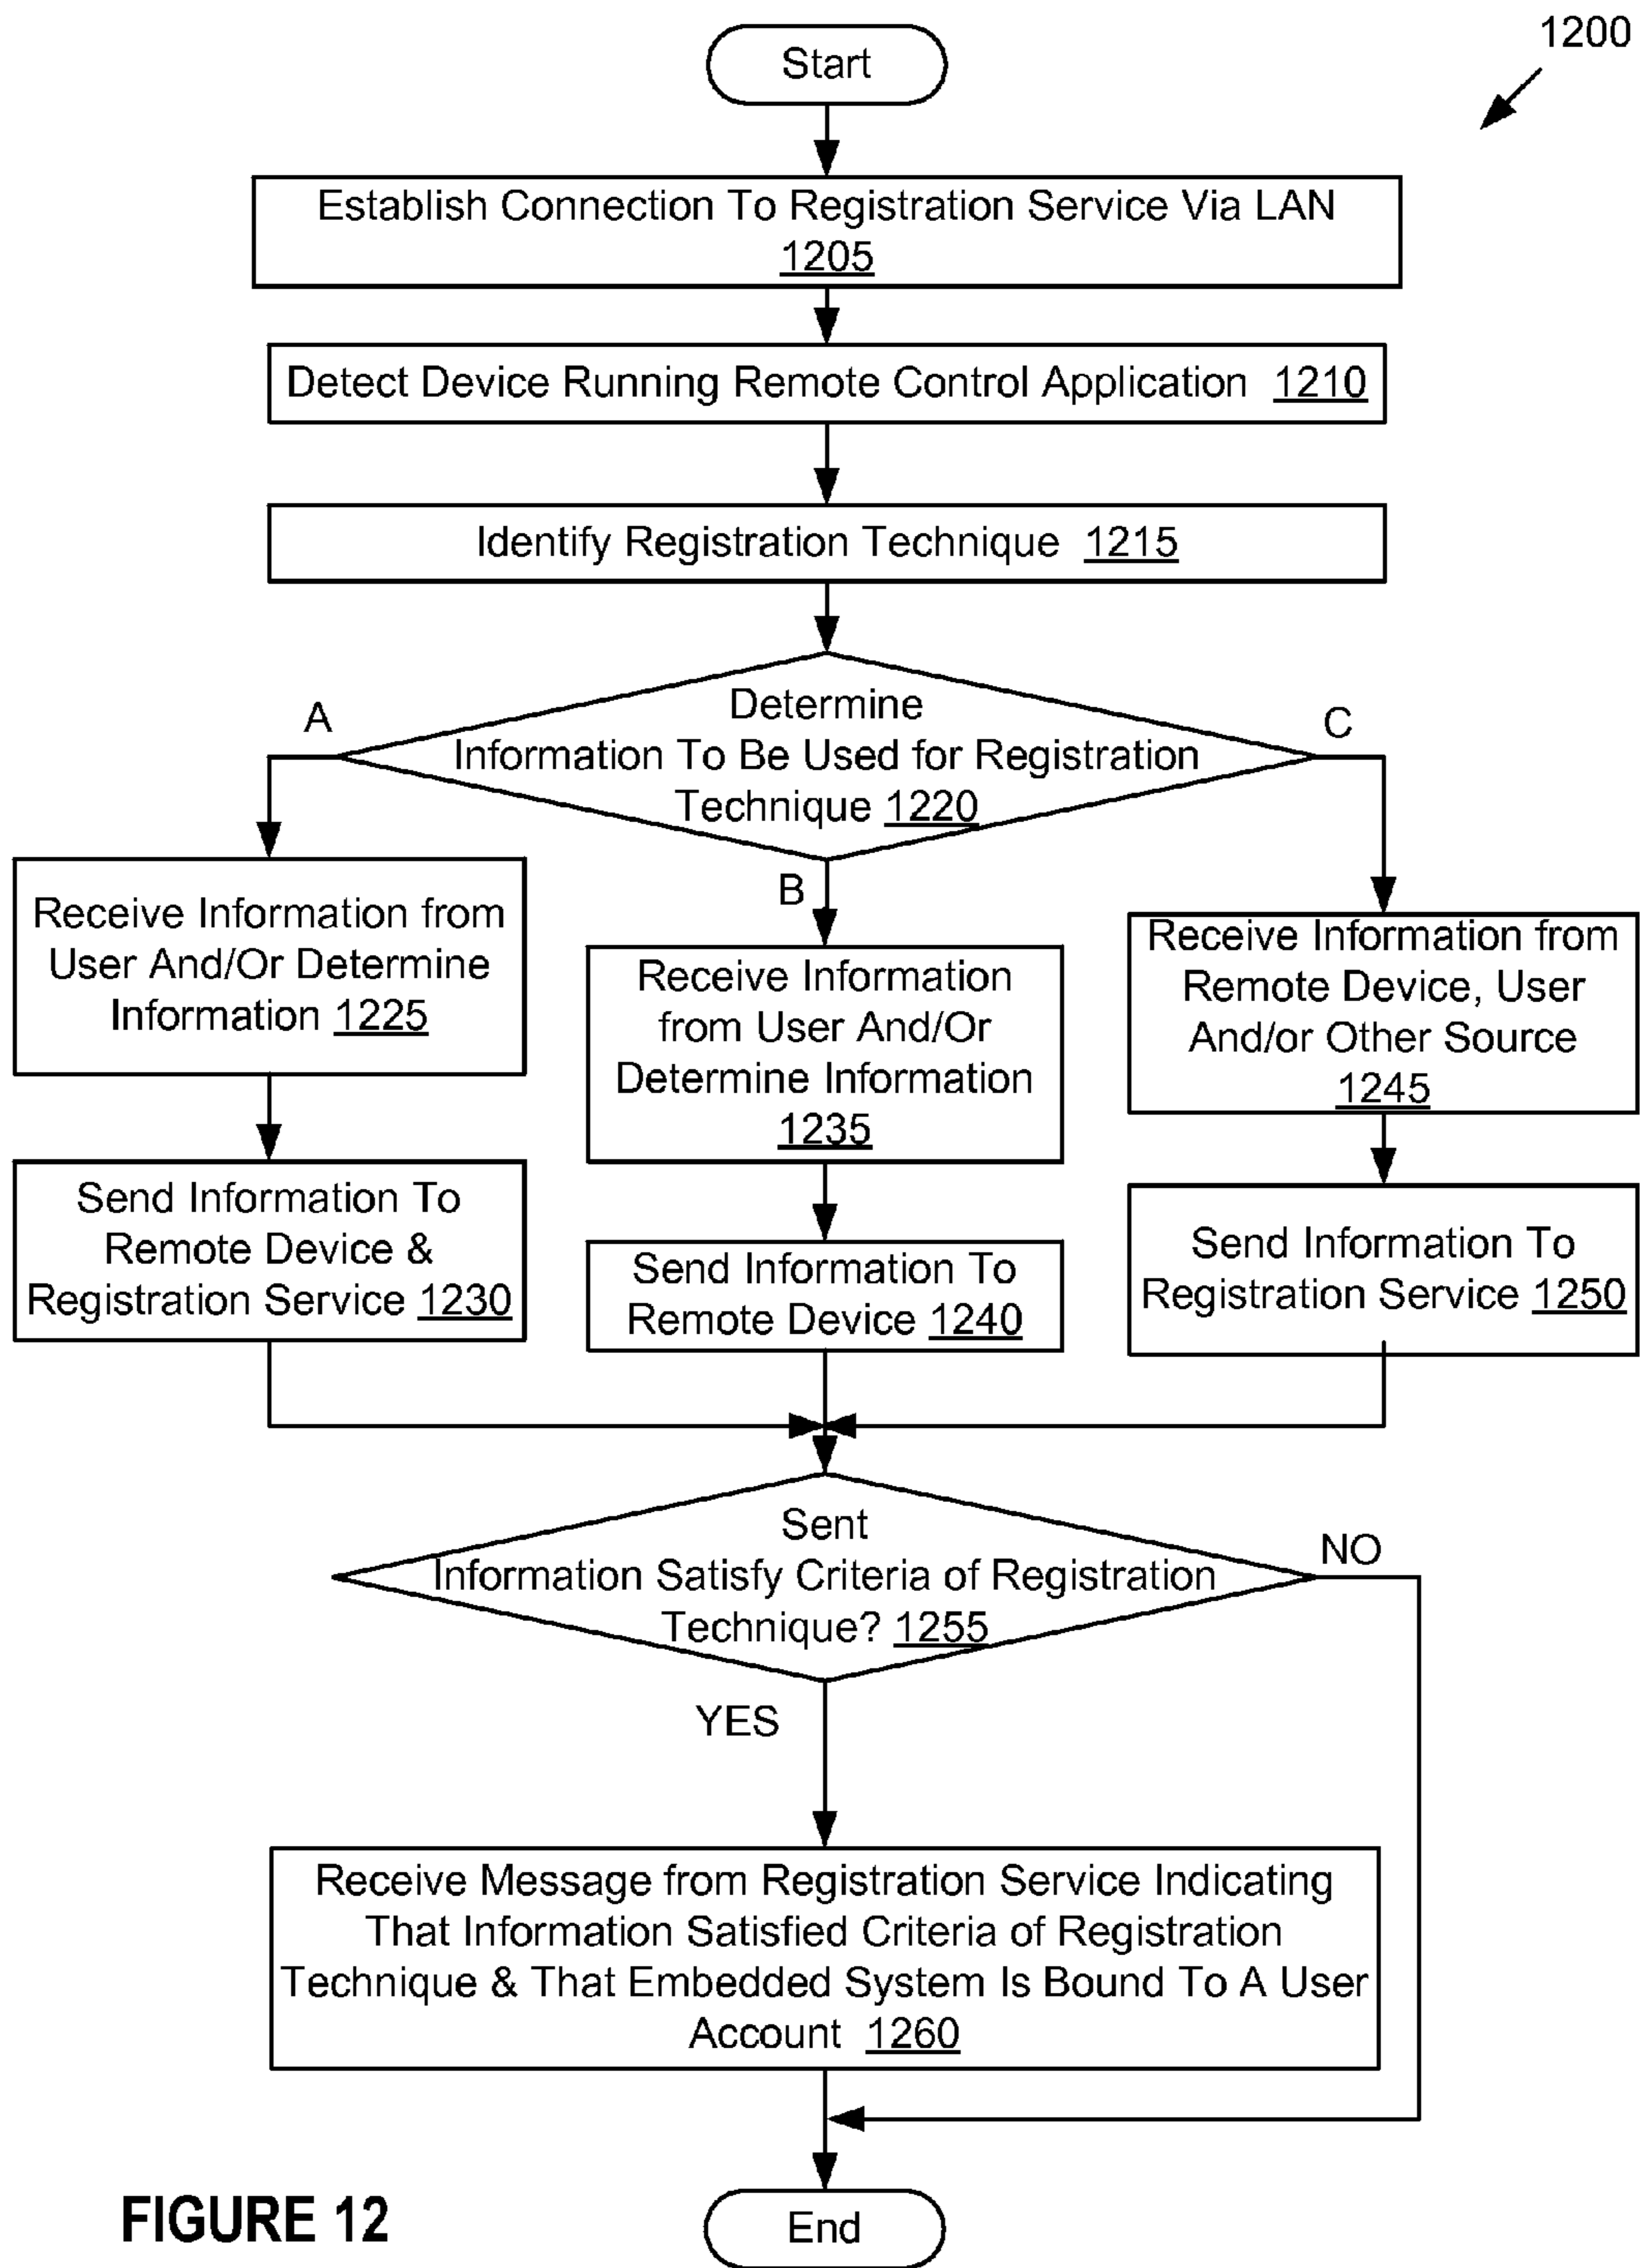 1200
Start
Establish Connection To Registration Service Via LAN
1205
Detect Device Running Remote Control Application 1210
Identify Registration Technique 1215
Determine
Information To Be Used for Registration
Technique 1220
A
B
C
Receive Information from
User And/Or Determine
Information 1225
Receive Information
from User And/Or
Determine Information
1235
Receive Information from
Remote Device, User
And/or Other Source
1245
Send Information To
Remote Device &
Registration Service 1230
Send Information To
Remote Device 1240
Send Information To
Registration Service 1250
Sent
Information Satisfy Criteria of Registration
Technique? 1255
NO
YES
Receive Message from Registration Service Indicating
That Information Satisfied Criteria of Registration
Technique & That Embedded System Is Bound To A User
Account 1260
End
FIGURE 12